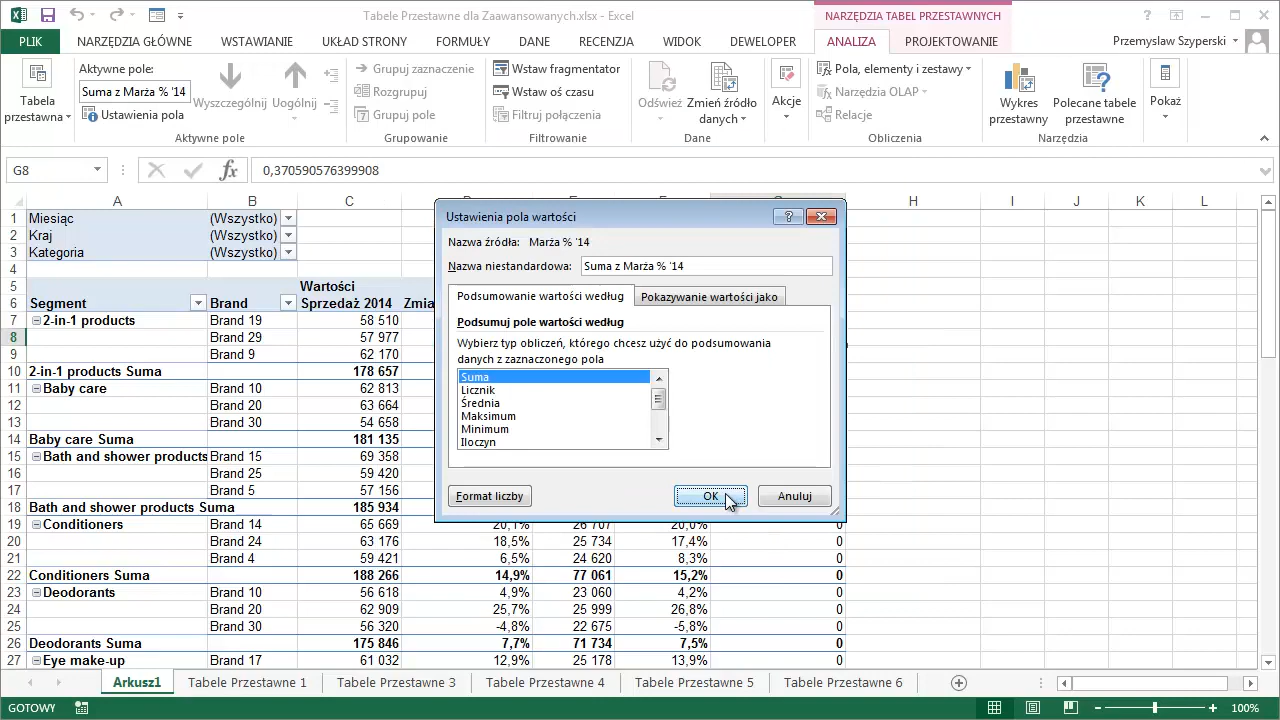 Tabele Przestawne dla Zaawansowanych.xlsx - Excel
NARZĘDZIA TABEL PRZESTAWNYCH
PLIK NARZĘDZIA GŁÓWNE WSTAWIANIE UKŁAD STRONY FORMUŁY DANE RECENZJA WIDOK DEWELOPER ANALIZA PROJEKTOWANIE Przemysław Szyperski
Tabela przestawna
Aktywne pole:
Suma z Marża % '14
Ustawienia pola
Wyszczególnij
Uogólnij
Aktywne pole
Grupuj zaznaczenie
Rozgrupuj
Grupuj pole
Grupowanie
Wstaw fragmentator
Wstaw oś czasu
Filtruj połączenia
Filtrowanie
Odśwież
Zmień źródło danych
Dane
Akcje
Pola, elementy i zestawy
Narzędzia OLAP
Relacje
Obliczenia
Wykres przestawny
Polecane tabele przestawne
Narzędzia
Pokaż
G8 fx 0,370590576399908
A B C H I J K L
1 Miesiąc (Wszystko)
2 Kraj (Wszystko)
3 Kategoria (Wszystko)
4
5 Wartości
6 Segment Brand Sprzedaż 2014
7 2-in-1 products Brand 19 58 510
8 Brand 29 57 977
9 Brand 9 62 170
10 2-in-1 products Suma 178 657
11 Baby care Brand 10 62 813
12 Brand 20 63 664
13 Brand 30 54 658
14 Baby care Suma 181 135
15 Bath and shower products Brand 15 69 358
16 Brand 25 59 420
17 Brand 5 57 156
18 Bath and shower products Suma 185 934
19 Conditioners Brand 14 65 669 20,1% 26 707 20,0% 0
20 Brand 24 63 176 18,5% 25 734 17,4% 0
21 Brand 4 59 421 6,5% 24 620 8,3% 0
22 Conditioners Suma 188 266 14,9% 77 061 15,2% 0
23 Deodorants Brand 10 56 618 4,9% 23 060 4,2% 0
24 Brand 20 62 909 25,7% 25 999 26,8% 0
25 Brand 30 56 320 -4,8% 22 675 -5,8% 0
26 Deodorants Suma 175 846 7,7% 71 734 7,5% 0
27 Eye make-up Brand 17 61 032 12,9% 25 178 13,9% 0
Ustawienia pola wartości
Nazwa źródła: Marża % '14
Nazwa niestandardowa: Suma z Marża % '14
Podsumowanie wartości według Pokazywanie wartości jako
Podsumuj pole wartości według
Wybierz typ obliczeń, którego chcesz użyć do podsumowania
danych z zaznaczonego pola
Suma
Licznik
Średnia
Maksimum
Minimum
Iloczyn
Format liczby OK Anuluj
Arkusz1 Tabele Przestawne 1 Tabele Przestawne 3 Tabele Przestawne 4 Tabele Przestawne 5 Tabele Przestawne 6
GOTOWY 100%